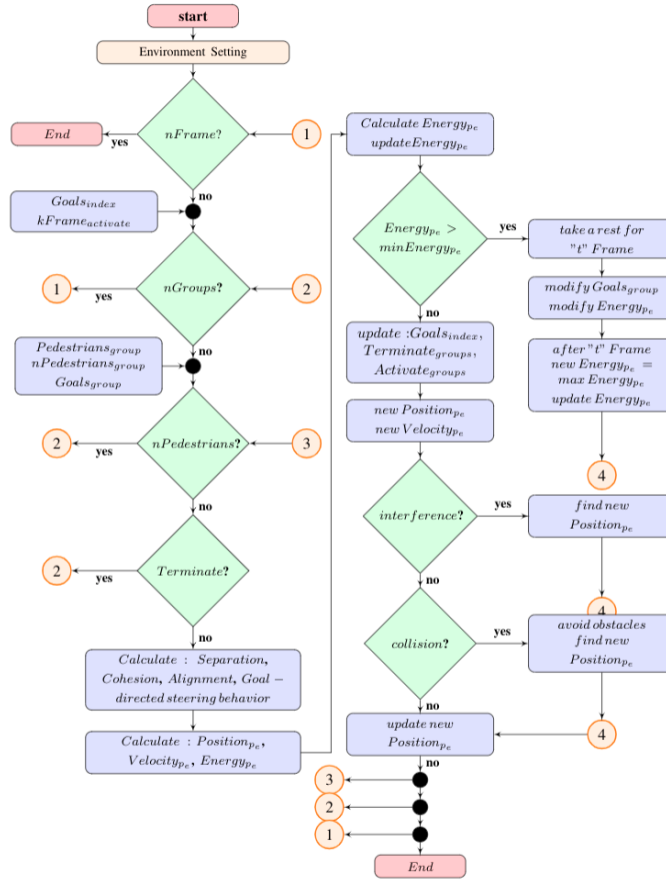 start
Environment Setting
nFrame?
1
End
yes
no
Goals_index
kFrame_activate
nGroups?
1
yes
2
no
Pedestrians_group
nPedestrians_group
Goals_group
nPedestrians?
2
yes
3
no
Terminate?
2
yes
no
Calculate : Separation,
Cohesion, Alignment, Goal −
directed steering behavior
Calculate : Position_pe,
Velocity_pe, Energy_pe
Calculate Energy_pe
updateEnergy_pe
Energy_pe >
minEnergy_pe
yes
no
take a rest for
"t" Frame
modify Goals_group
modify Energy_pe
after "t" Frame
new Energy_pe =
max Energy_pe
update Energy_pe
4
update :Goals_index,
Terminate_groups,
Activate_groups
new Position_pe
new Velocity_pe
interference?
yes
no
find new
Position_pe
4
collision?
yes
no
avoid obstacles
find new
Position_pe
4
update new
Position_pe
no
3
2
1
End